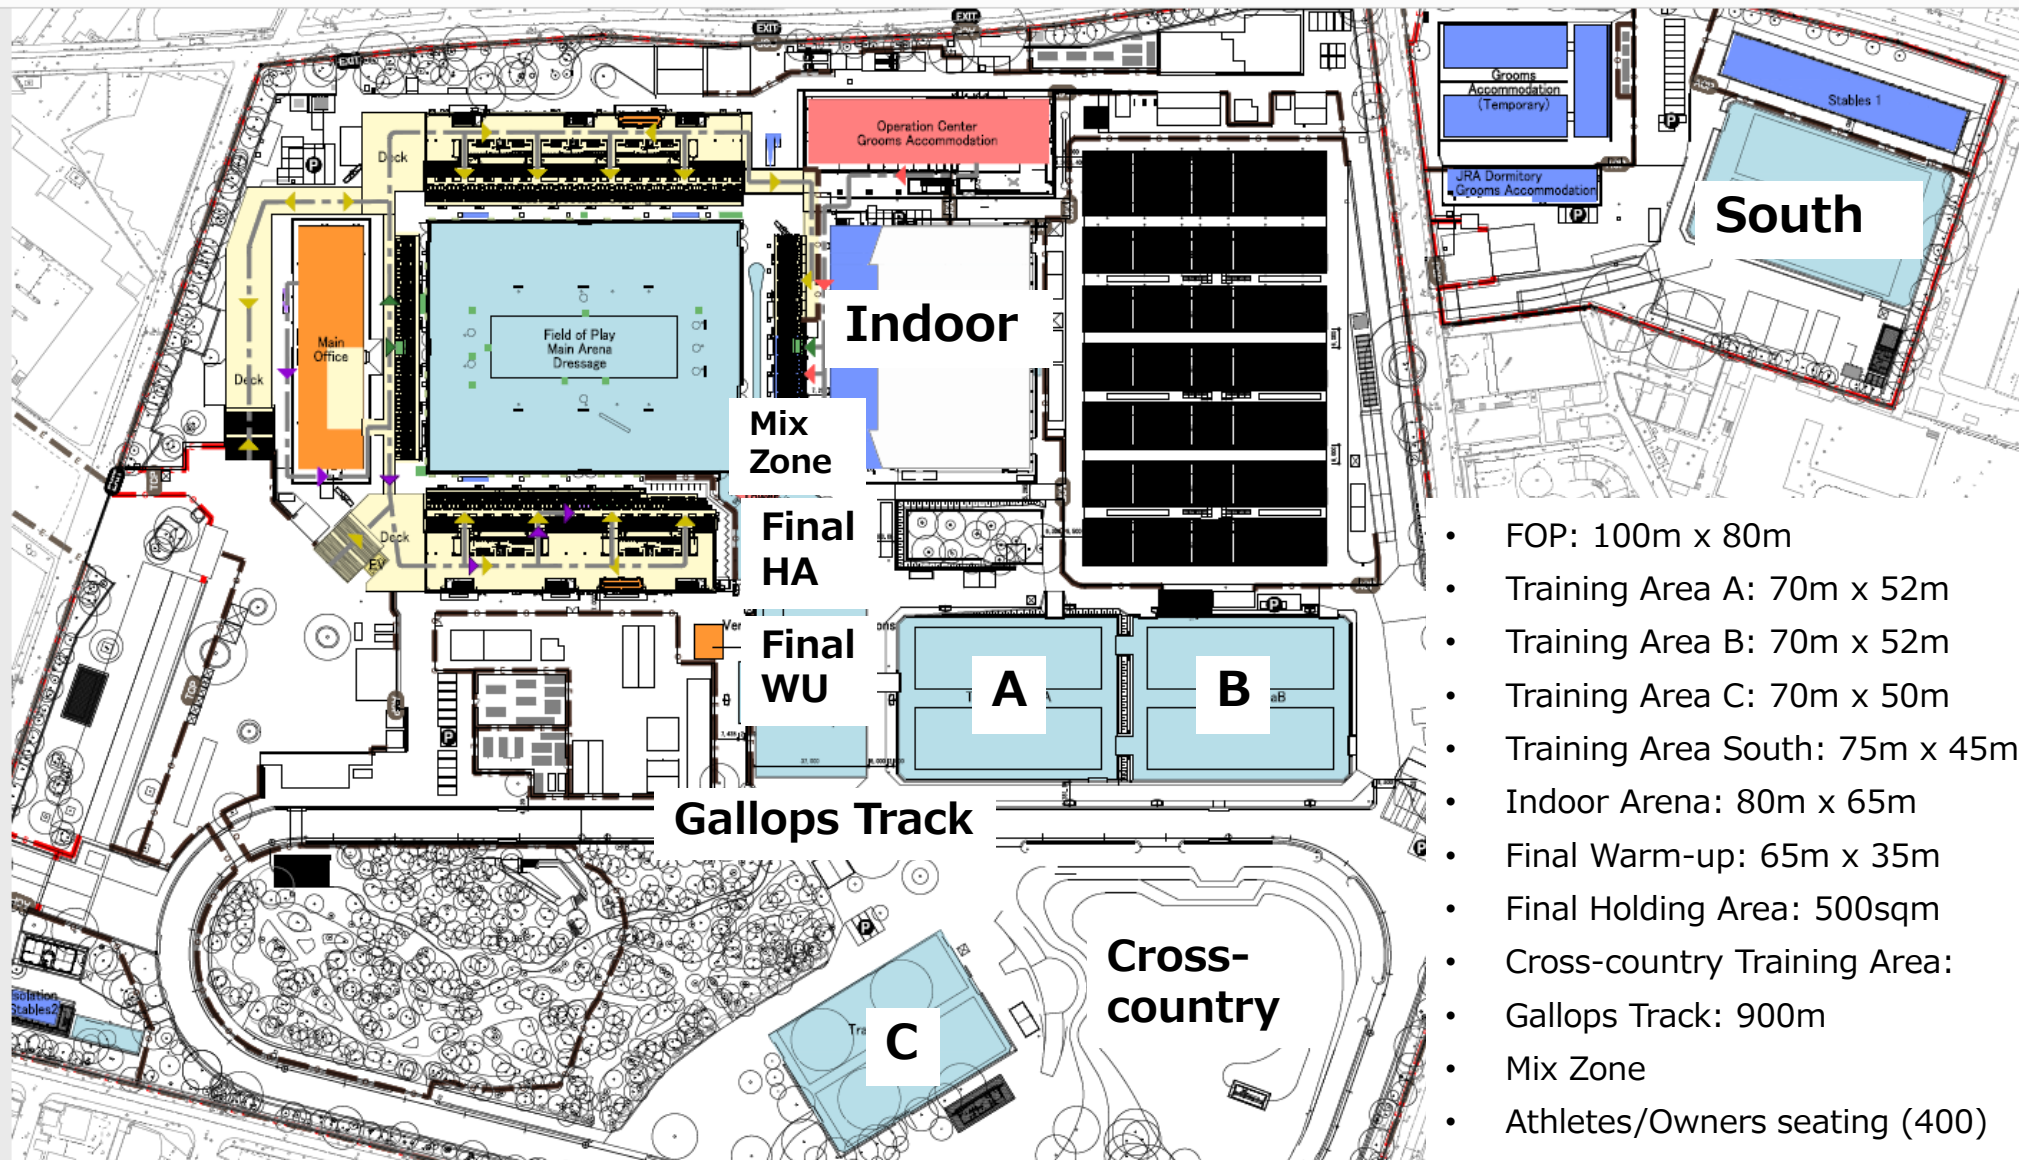 EXIT
EXIT
EXIT
Grooms
Accommodation
(Temporary)
Stables 1
Operation Center
Grooms Accommodation
Deck
JRA Dormitory
Grooms Accommodation
South
P
P
P
Indoor
Main
Office
Field of Play
Main Arena
Dressage
Deck
Mix
Zone
Final
HA
Deck
EV
Final
WU
A
B
P
P
Gallops Track
P
P
Cross-
country
C
Isolation
Stables2
• FOP: 100m x 80m
• Training Area A: 70m x 52m
• Training Area B: 70m x 52m
• Training Area C: 70m x 50m
• Training Area South: 75m x 45m
• Indoor Arena: 80m x 65m
• Final Warm-up: 65m x 35m
• Final Holding Area: 500sqm
• Cross-country Training Area:
• Gallops Track: 900m
• Mix Zone
• Athletes/Owners seating (400)